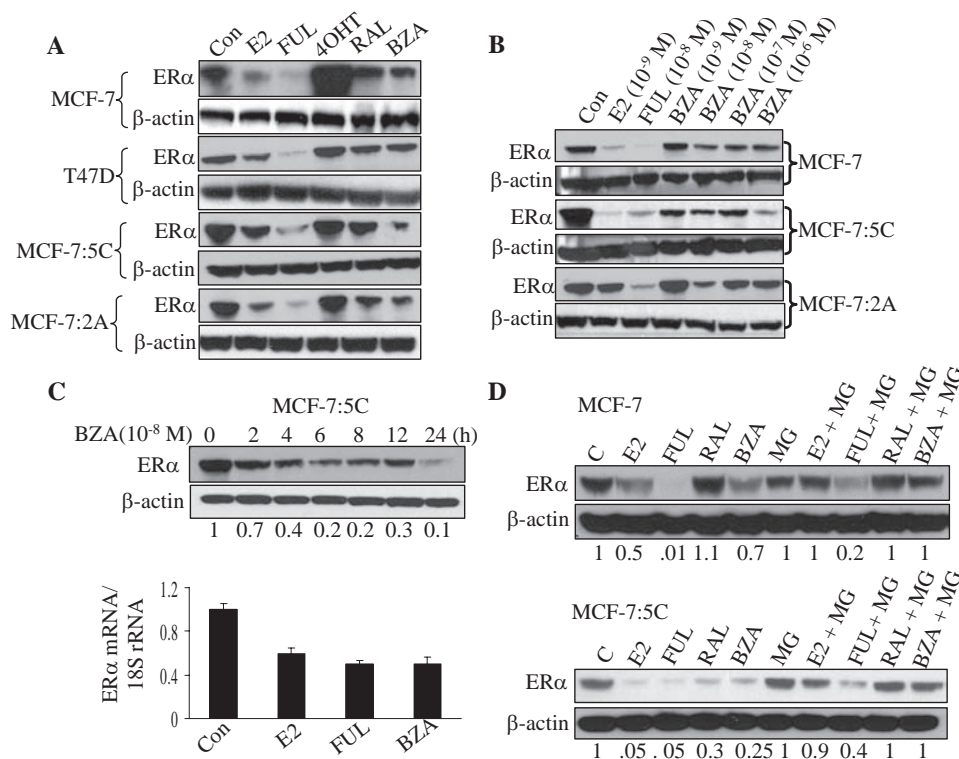 A
Con E2 FUL 4OHT RAL BZA
MCF-7
ERα
β-actin
T47D
ERα
β-actin
MCF-7:5C
ERα
β-actin
MCF-7:2A
ERα
β-actin
B
Con E2 (10⁻⁹ M) FUL (10⁻⁸ M) BZA (10⁻⁹ M) BZA (10⁻⁸ M) BZA (10⁻⁷ M) BZA (10⁻⁶ M)
ERα
β-actin
MCF-7
ERα
β-actin
MCF-7:5C
ERα
β-actin
MCF-7:2A
C
MCF-7:5C
BZA(10⁻⁸ M) 0 2 4 6 8 12 24 (h)
ERα
β-actin
1 0.7 0.4 0.2 0.2 0.3 0.1
ERα mRNA/
18S rRNA
1.2
0.8
0.4
0
Con E2 FUL BZA
D
MCF-7
C E2 FUL RAL BZA MG E2 + MG FUL+ MG RAL + MG BZA + MG
ERα
β-actin
1 0.5 .01 1.1 0.7 1 1 0.2 1 1
MCF-7:5C
C E2 FUL RAL BZA MG E2 + MG FUL+ MG RAL + MG BZA + MG
ERα
β-actin
1 .05 .05 0.3 0.25 1 0.9 0.4 1 1